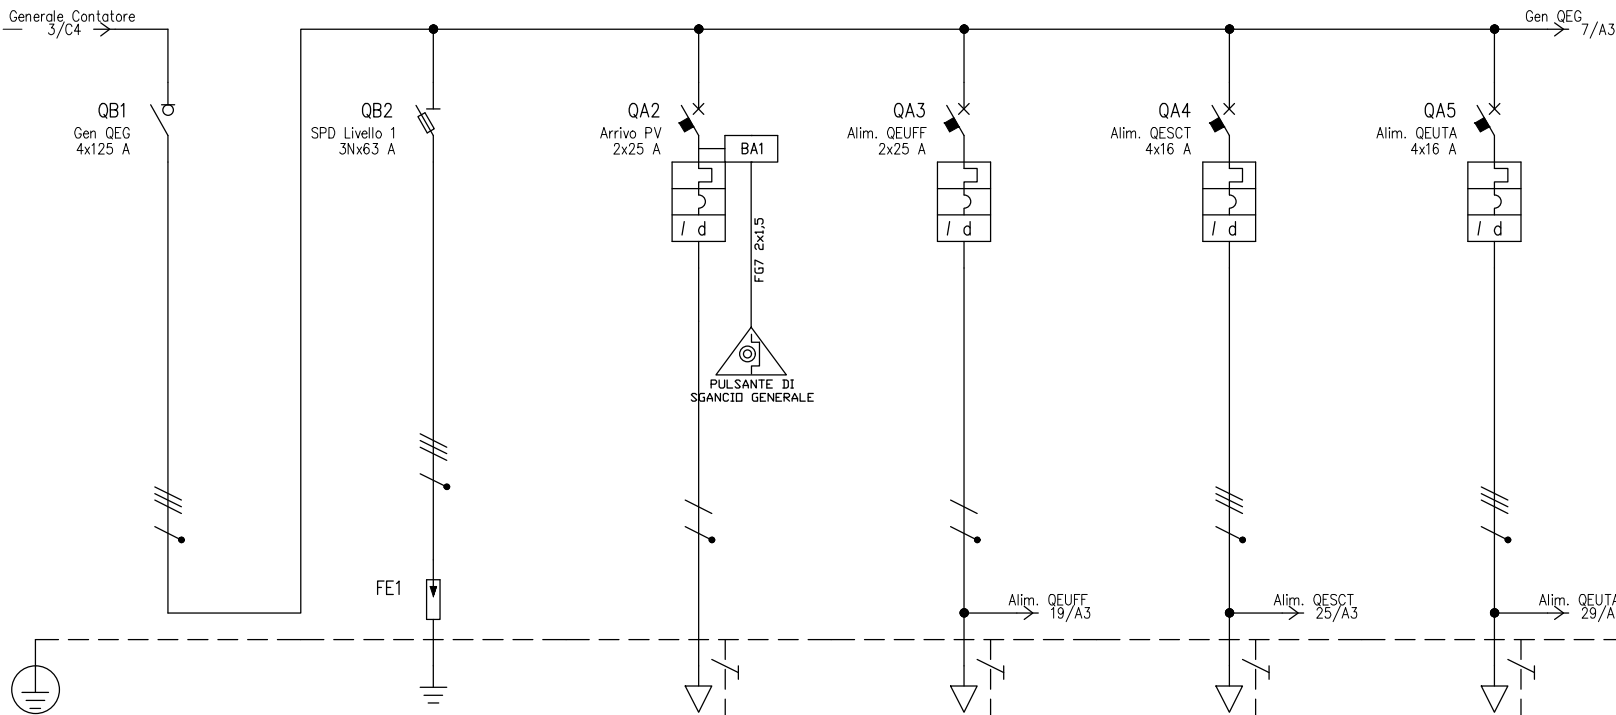 Generale Contatore
3/C4
Gen QEG
7/A3
QB1
Gen QEG
4x125 A
QB2
SPD Livello 1
3Nx63 A
QA2
Arrivo PV
2x25 A
BA1
QA3
Alim. QEUFF
2x25 A
QA4
Alim. QESCT
4x16 A
QA5
Alim. QEUTA
4x16 A
I d
I d
I d
I d
FG7 2x1,5
PULSANTE DI
SGANCIO GENERALE
FE1
Alim. QEUFF
19/A3
Alim. QESCT
25/A3
Alim. QEUTA
29/A